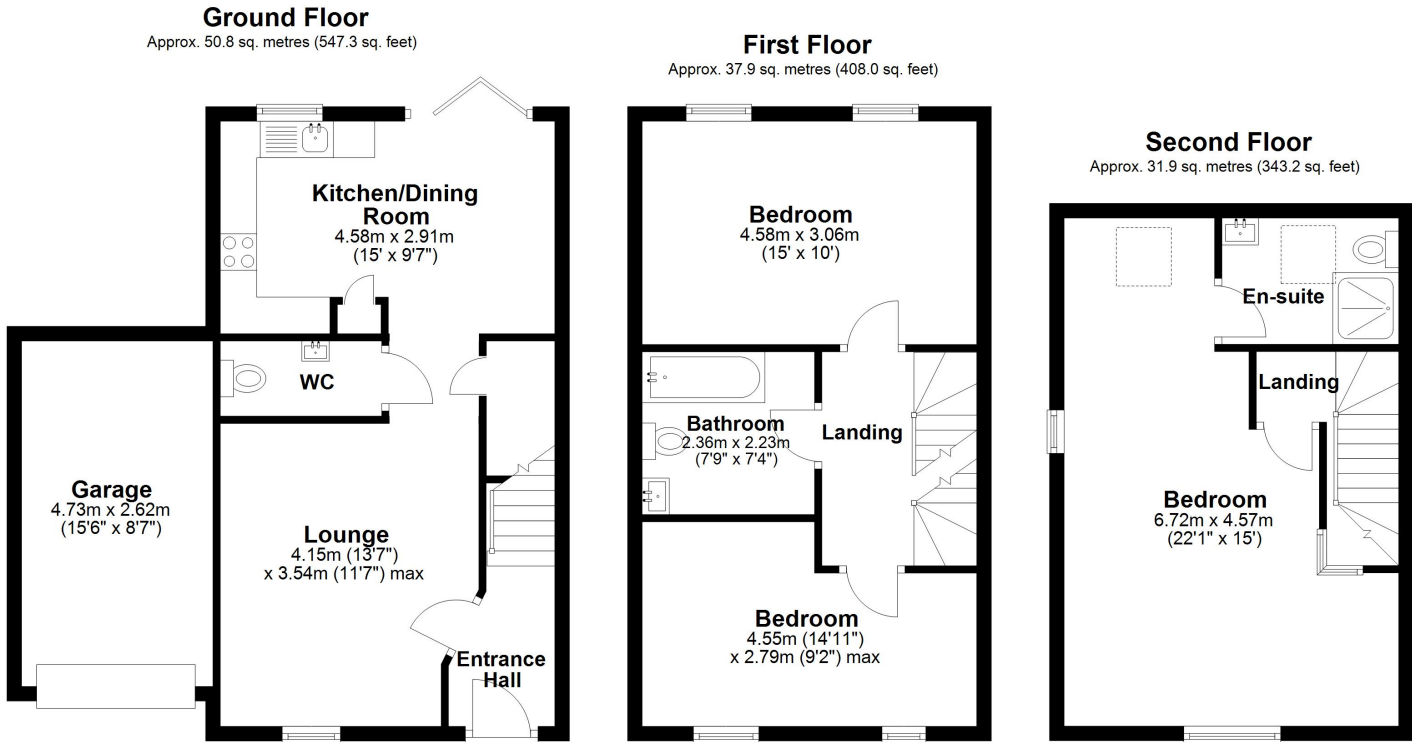 Ground Floor
Approx. 50.8 sq. metres (547.3 sq. feet)
Kitchen/Dining
Room
4.58m x 2.91m
(15' x 9'7")
WC
Garage
4.73m x 2.62m
(15'6" x 8'7")
Lounge
4.15m (13'7")
x 3.54m (11'7") max
Entrance
Hall
First Floor
Approx. 37.9 sq. metres (408.0 sq. feet)
Bedroom
4.58m x 3.06m
(15' x 10')
Bathroom
2.36m x 2.23m
(7'9" x 7'4")
Landing
Bedroom
4.55m (14'11")
x 2.79m (9'2") max
Second Floor
Approx. 31.9 sq. metres (343.2 sq. feet)
En-suite
Landing
Bedroom
6.72m x 4.57m
(22'1" x 15')